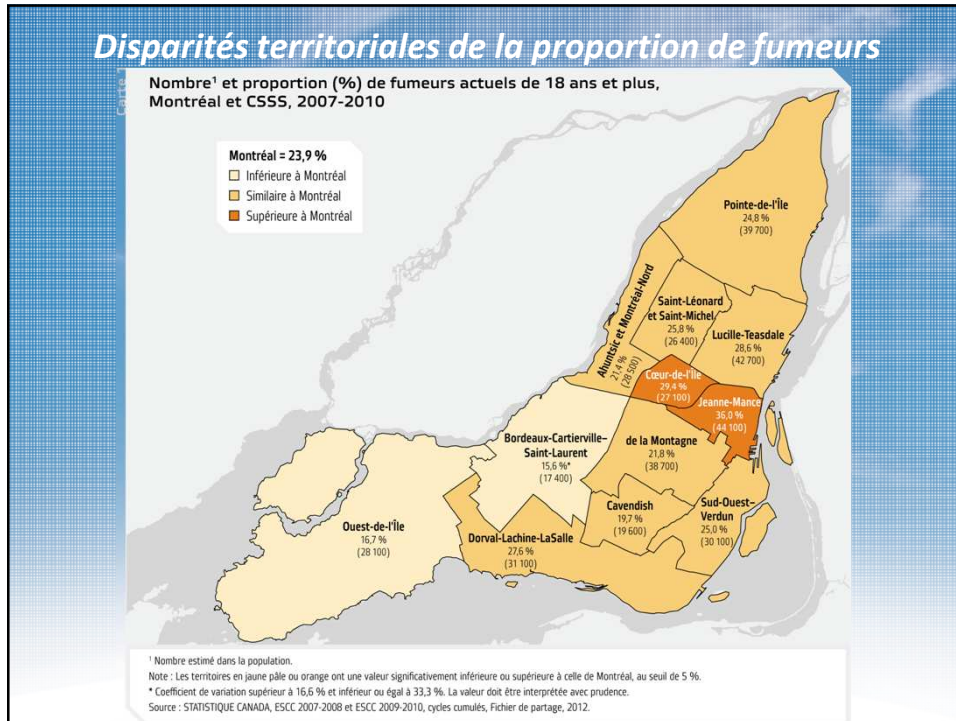 Disparités territoriales de la proportion de fumeurs
Carte 1
Nombre¹ et proportion (%) de fumeurs actuels de 18 ans et plus,
Montréal et CSSS, 2007-2010
Montréal = 23,9 %
Inférieure à Montréal
Similaire à Montréal
Supérieure à Montréal
Pointe-de-l'Île
24,8 %
(39 700)
Ahuntsic et Montréal-Nord
21,4 %
(28 500)
Saint-Léonard
et Saint-Michel
25,8 %
(26 400)
Lucille-Teasdale
28,6 %
(42 700)
Cœur-de-l'Île
29,4 %
(27 100)
Jeanne-Mance
36,0 %
(44 100)
Bordeaux-Cartierville–
Saint-Laurent
15,6 %*
(17 400)
de la Montagne
21,8 %
(38 700)
Cavendish
19,7 %
(19 600)
Sud-Ouest–
Verdun
25,0 %
(30 100)
Ouest-de-l'Île
16,7 %
(28 100)
Dorval-Lachine-LaSalle
27,6 %
(31 100)
¹ Nombre estimé dans la population.
Note : Les territoires en jaune pâle ou orange ont une valeur significativement inférieure ou supérieure à celle de Montréal, au seuil de 5 %.
* Coefficient de variation supérieur à 16,6 % et inférieur ou égal à 33,3 %. La valeur doit être interprétée avec prudence.
Source : STATISTIQUE CANADA, ESCC 2007-2008 et ESCC 2009-2010, cycles cumulés, Fichier de partage, 2012.